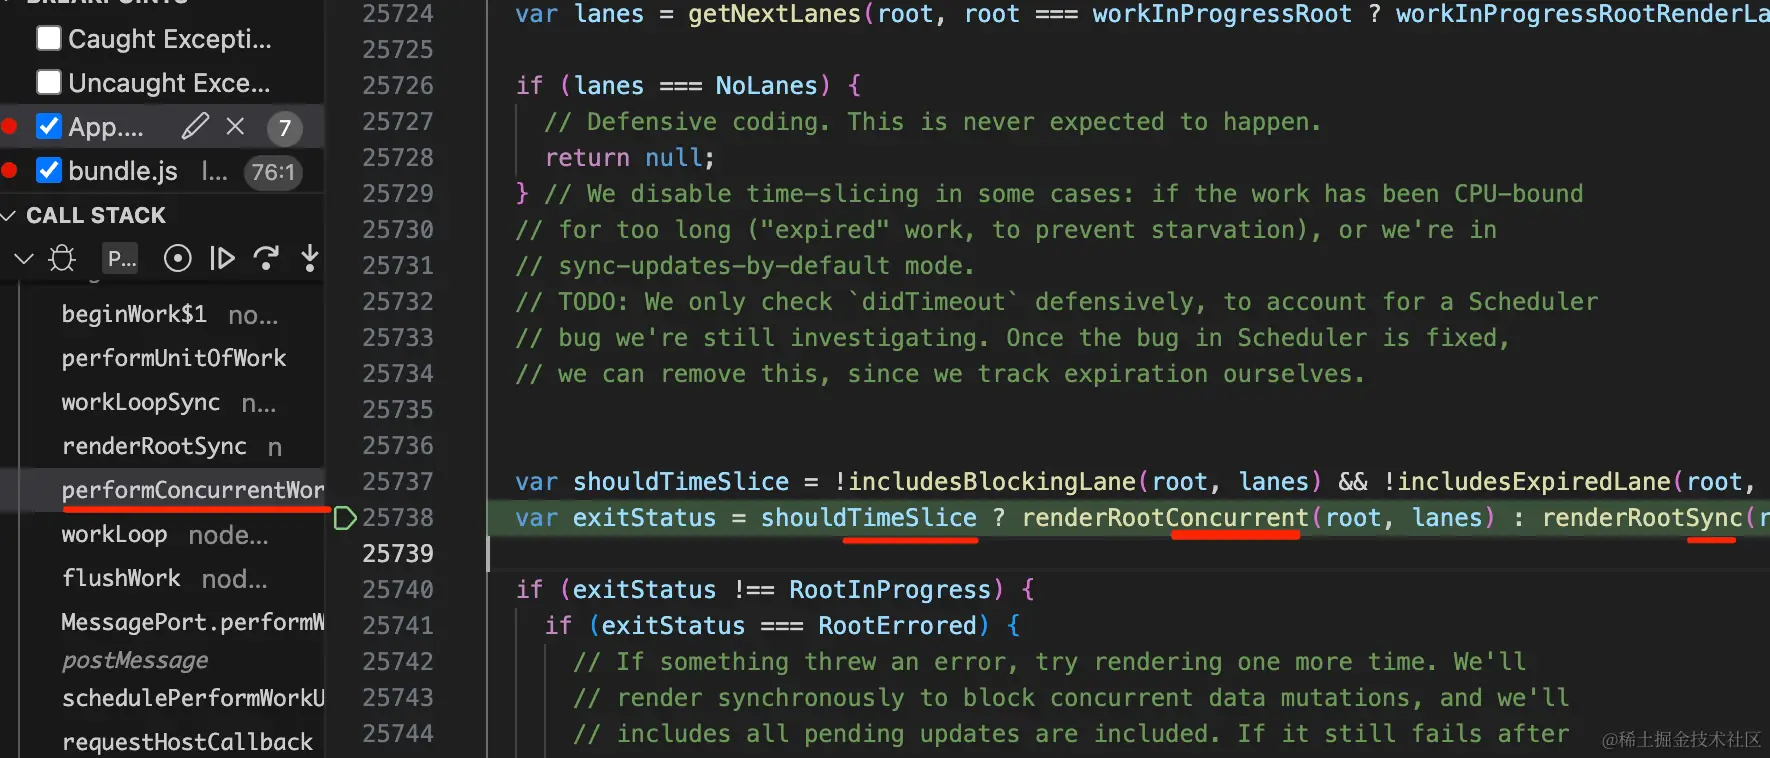 BREAKPOINTS
Caught Excepti...
Uncaught Exce...
App.... 7
bundle.js l... 76:1
CALL STACK
P...
beginWork$1 no...
performUnitOfWork
workLoopSync n...
renderRootSync n
performConcurrentWor
workLoop node...
flushWork nod...
MessagePort.performW
postMessage
schedulePerformWorkU
requestHostCallback
25724 var lanes = getNextLanes(root, root === workInProgressRoot ? workInProgressRootRenderLa
25725
25726 if (lanes === NoLanes) {
25727 // Defensive coding. This is never expected to happen.
25728 return null;
25729 } // We disable time-slicing in some cases: if the work has been CPU-bound
25730 // for too long ("expired" work, to prevent starvation), or we're in
25731 // sync-updates-by-default mode.
25732 // TODO: We only check `didTimeout` defensively, to account for a Scheduler
25733 // bug we're still investigating. Once the bug in Scheduler is fixed,
25734 // we can remove this, since we track expiration ourselves.
25735
25736
25737 var shouldTimeSlice = !includesBlockingLane(root, lanes) && !includesExpiredLane(root,
25738 var exitStatus = shouldTimeSlice ? renderRootConcurrent(root, lanes) : renderRootSync(r
25739
25740 if (exitStatus !== RootInProgress) {
25741 if (exitStatus === RootErrored) {
25742 // If something threw an error, try rendering one more time. We'll
25743 // render synchronously to block concurrent data mutations, and we'll
25744 // includes all pending updates are included. If it still fails after
@稀土掘金技术社区